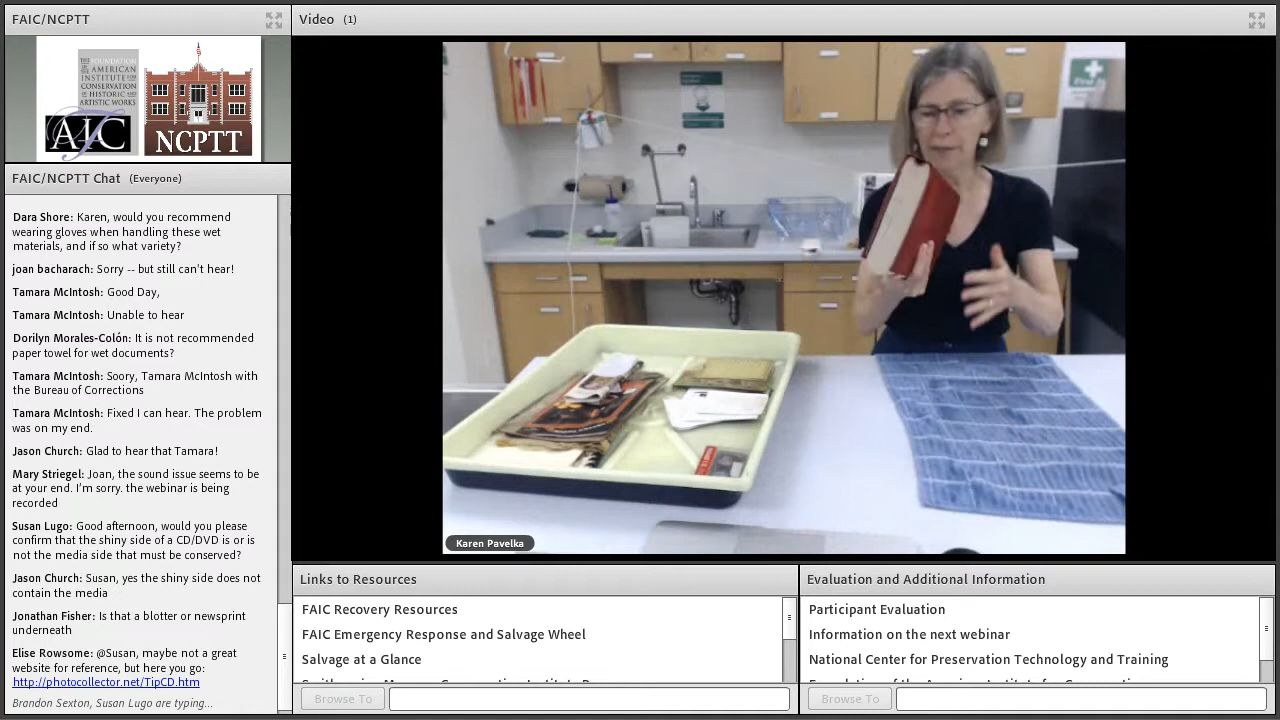 FAIC/NCPTT
THE FOUNDATION
OF THE
AMERICAN
INSTITUTE FOR
CONSERVATION
OF HISTORIC
AND
ARTISTIC WORKS
AIC
NCPTT
FAIC/NCPTT Chat (Everyone)
Dara Shore: Karen, would you recommend
wearing gloves when handling these wet
materials, and if so what variety?
joan bacharach: Sorry -- but still can't hear!
Tamara McIntosh: Good Day,
Tamara McIntosh: Unable to hear
Dorilyn Morales-Colón: It is not recommended
paper towel for wet documents?
Tamara McIntosh: Soory, Tamara McIntosh with
the Bureau of Corrections
Tamara McIntosh: Fixed I can hear. The problem
was on my end.
Jason Church: Glad to hear that Tamara!
Mary Striegel: Joan, the sound issue seems to be
at your end. I'm sorry. the webinar is being
recorded
Susan Lugo: Good afternoon, would you please
confirm that the shiny side of a CD/DVD is or is
not the media side that must be conserved?
Jason Church: Susan, yes the shiny side does not
contain the media
Jonathan Fisher: Is that a blotter or newsprint
underneath
Elise Rowsome: @Susan, maybe not a great
website for reference, but here you go:
http://photocollector.net/TipCD.htm
Brandon Sexton, Susan Lugo are typing...
Video (1)
First Ai
Karen Pavelka
Links to Resources
FAIC Recovery Resources
FAIC Emergency Response and Salvage Wheel
Salvage at a Glance
Browse To
Evaluation and Additional Information
Participant Evaluation
Information on the next webinar
National Center for Preservation Technology and Training
Browse To